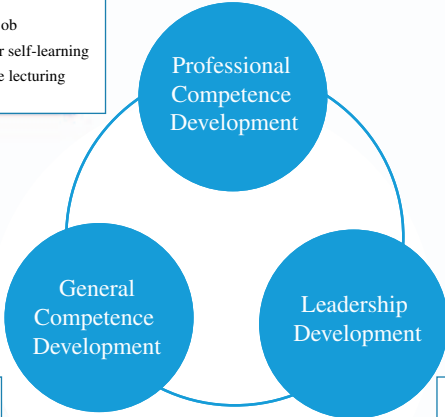 ob
r self-learning
e lecturing
Professional
Competence
Development
General
Competence
Development
Leadership
Development